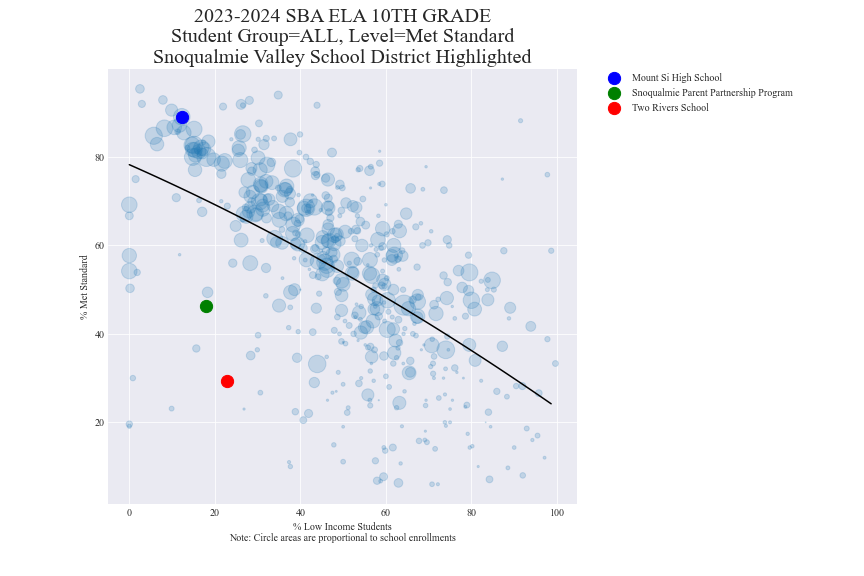 2023-2024 SBA ELA 10TH GRADE
Student Group=ALL, Level=Met Standard
Snoqualmie Valley School District Highlighted
Mount Si High School
Snoqualmie Parent Partnership Program
Two Rivers School
80
60
40
20
% Met Standard
0 20 40 60 80 100
% Low Income Students
Note: Circle areas are proportional to school enrollments